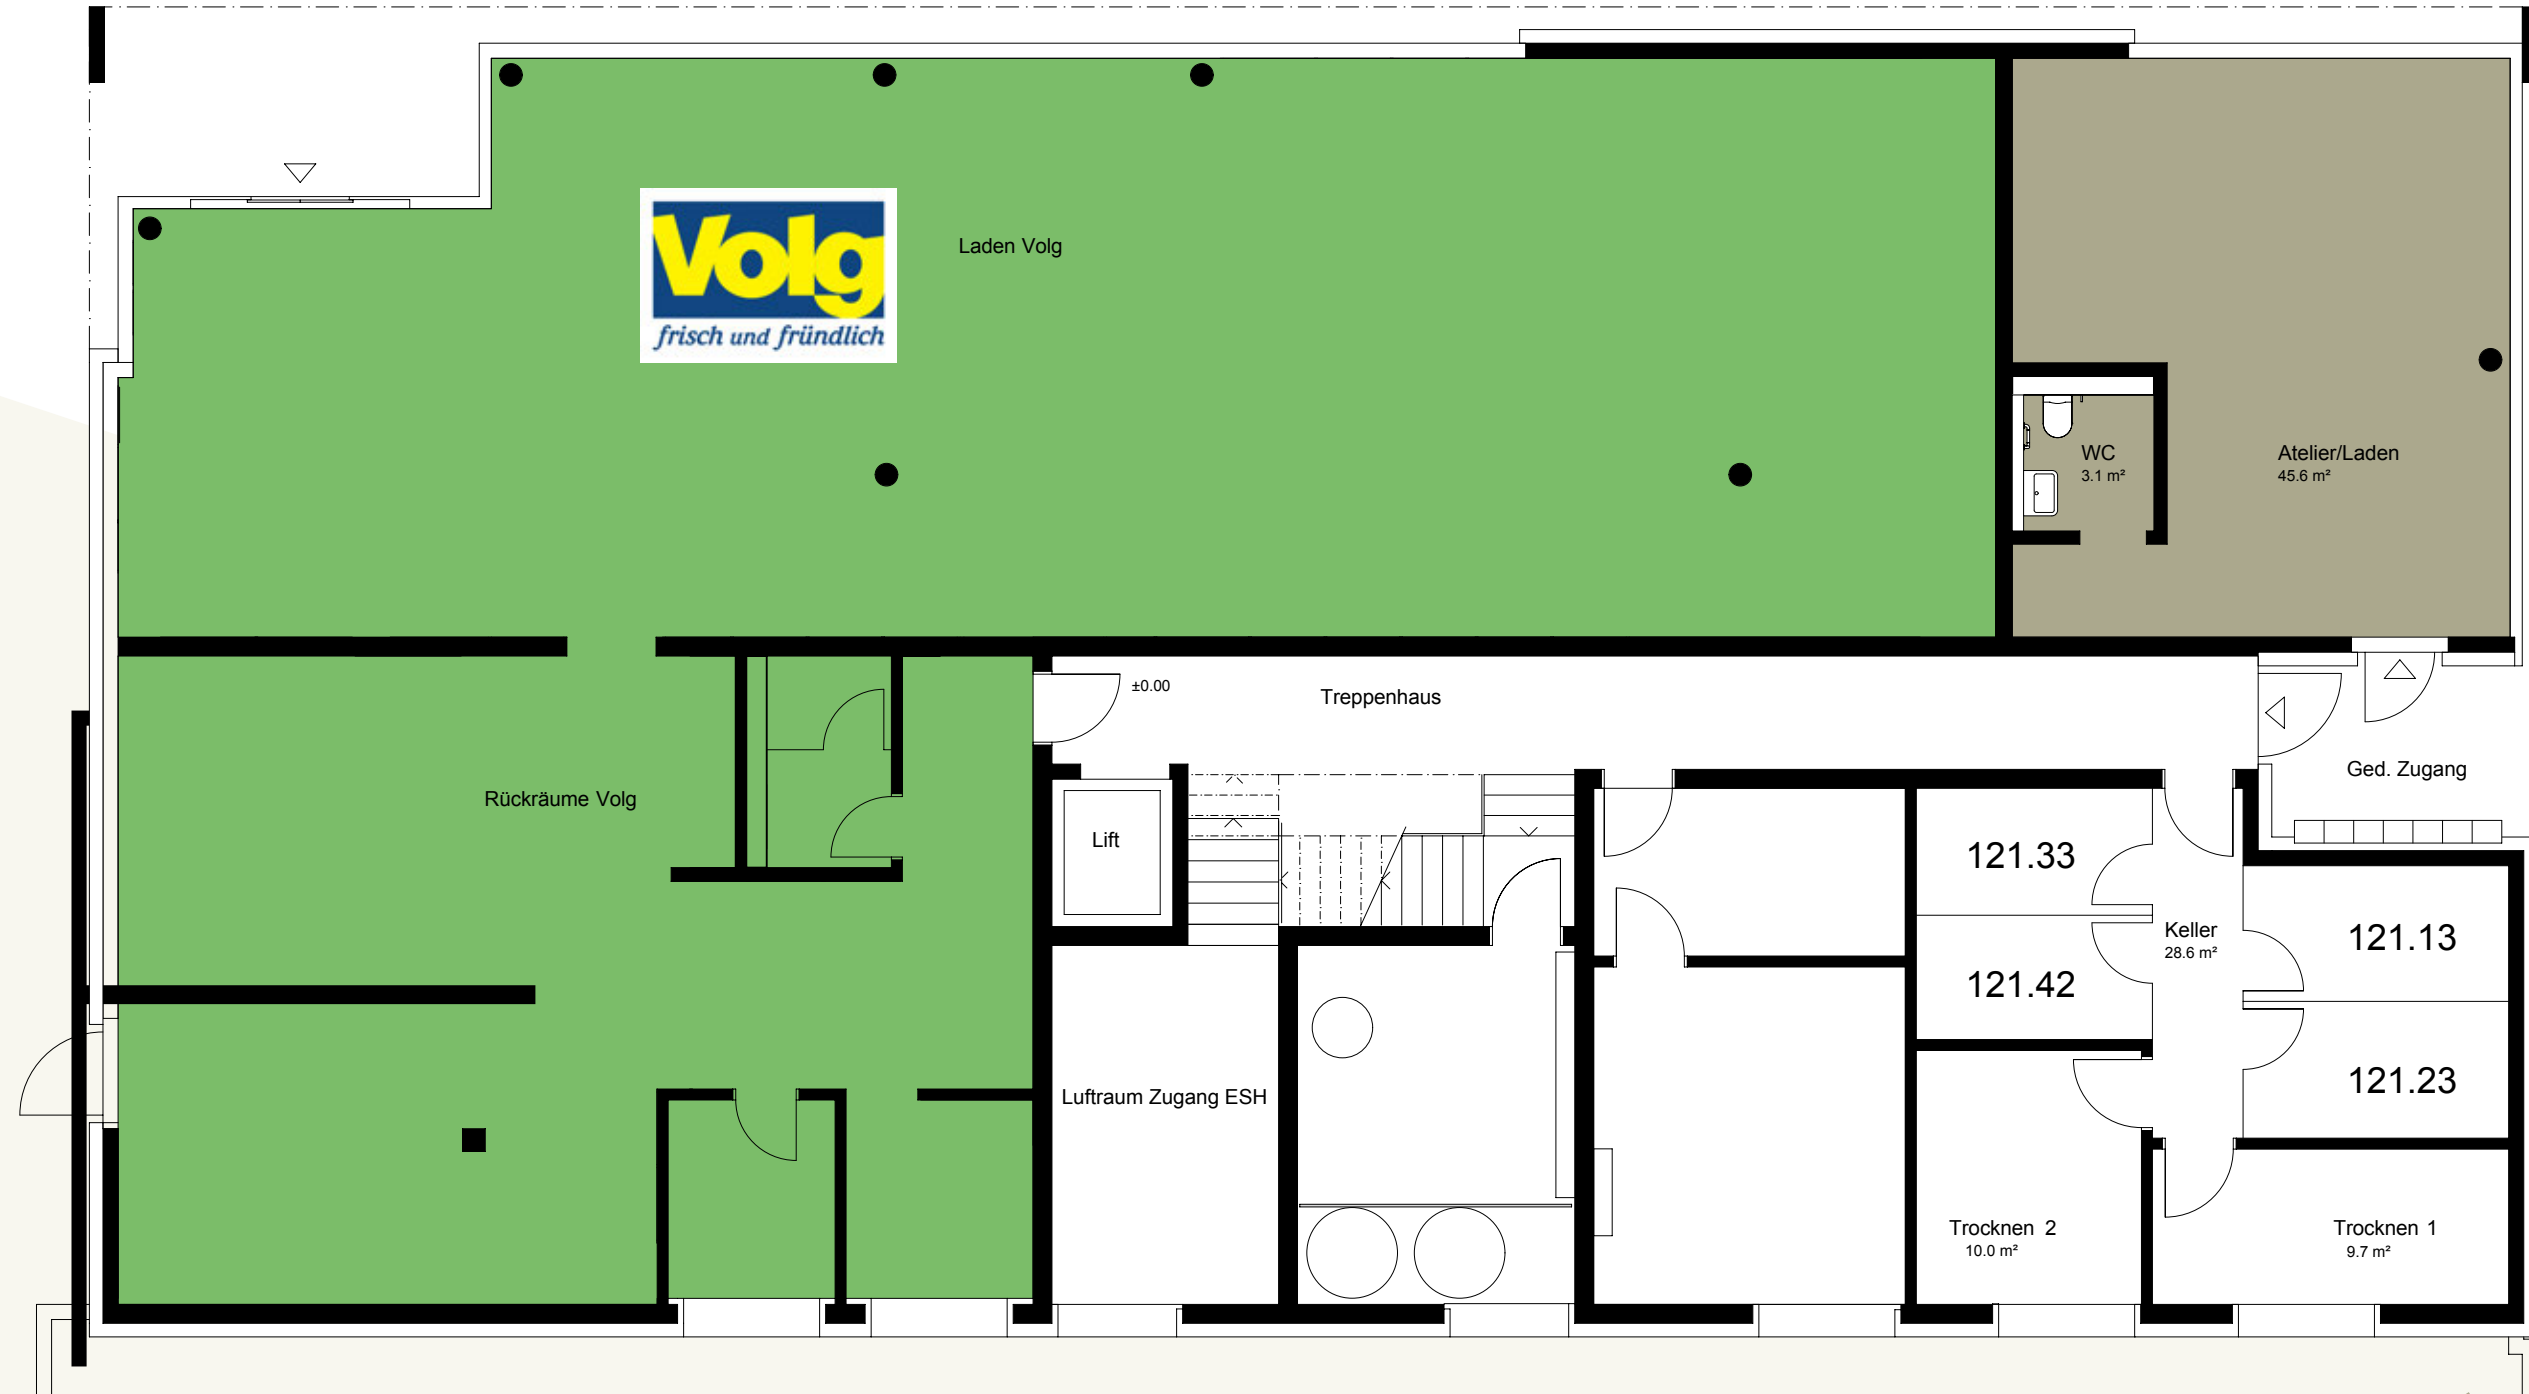 Volg
frisch und fründlich
Laden Volg
WC
3.1 m²
Atelier/Laden
45.6 m²
±0.00
Treppenhaus
Ged. Zugang
Rückräume Volg
Lift
121.33
121.42
Keller
28.6 m²
121.13
121.23
Luftraum Zugang ESH
Trocknen 2
10.0 m²
Trocknen 1
9.7 m²